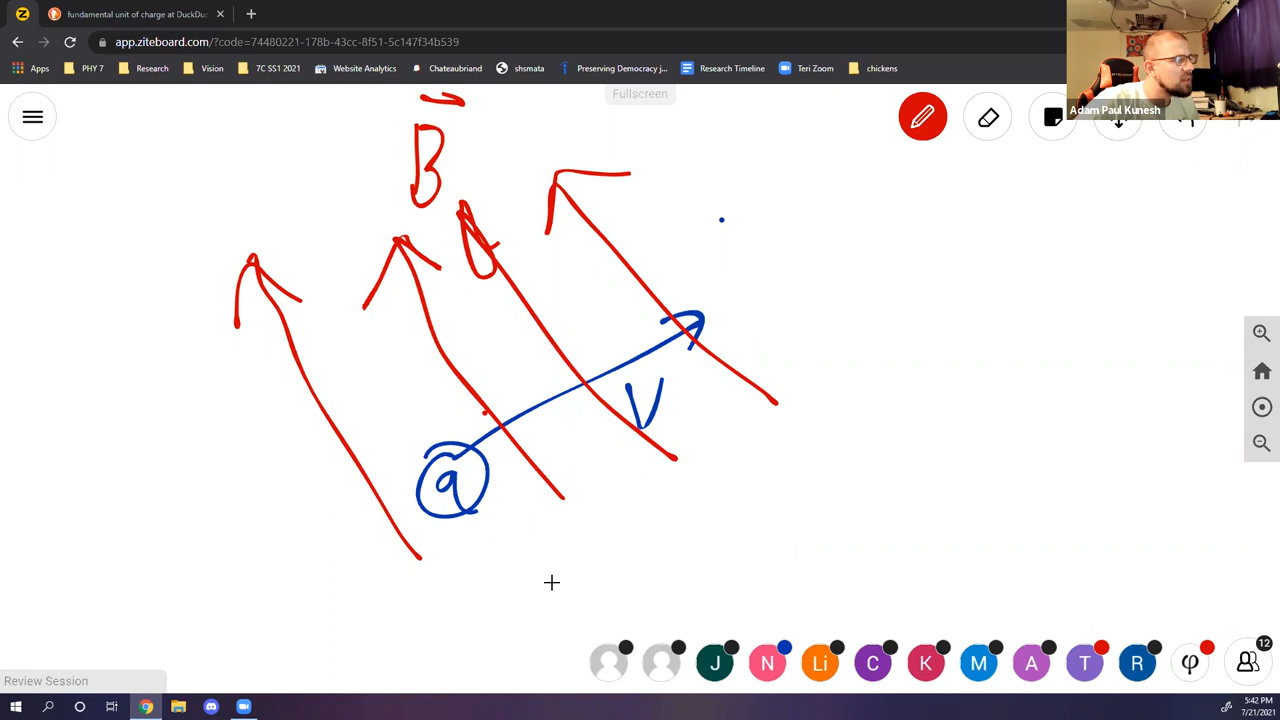 fundamental unit of charge at DuckDu
app.ziteboard.com/?code=74480221-178b-43cc-8f51-5c147f34b539
Apps PHY 7 Research Vision 7C SS1 2021 Website Analytics Chateaubriand shsmata Preserving Democracy j... Research Timeline Teri Zoom chickens
Fullscreen
Adam Paul Kunesh
B
V
q
12
J N Li C K M A T R φ
Review Session
5:42 PM
7/21/2021